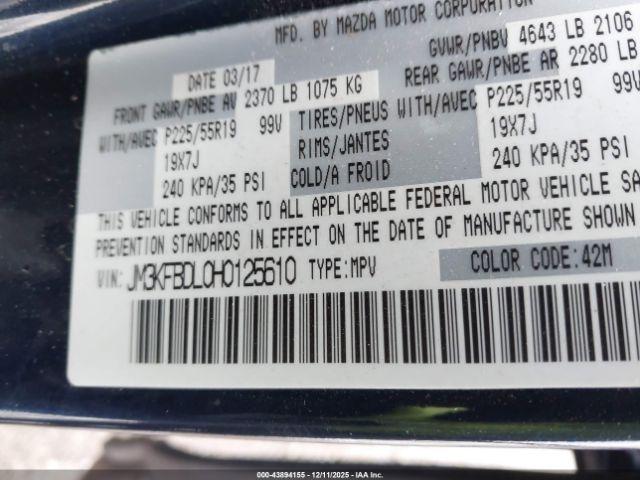 MFD. BY MAZDA MOTOR CORPORATION
DATE 03/17 GVWR/PNBV 4643 LB 2106
FRONT GAWR/PNBE AV 2370 LB 1075 KG REAR GAWR/PNBE AR 2280 LB
WITH/AVEC P225/55R19 99V TIRES/PNEUS WITH/AVEC P225/55R19 99V
19X7J RIMS/JANTES 19X7J
240 KPA/35 PSI COLD/A FROID 240 KPA/35 PSI
THIS VEHICLE CONFORMS TO ALL APPLICABLE FEDERAL MOTOR VEHICLE SA
PREVENTION STANDARDS IN EFFECT ON THE DATE OF MANUFACTURE SHOWN
VIN: JM3KFBDL0H0125610 TYPE:MPV COLOR CODE:42M
000-43894155 - 12/11/2025 - IAA Inc.